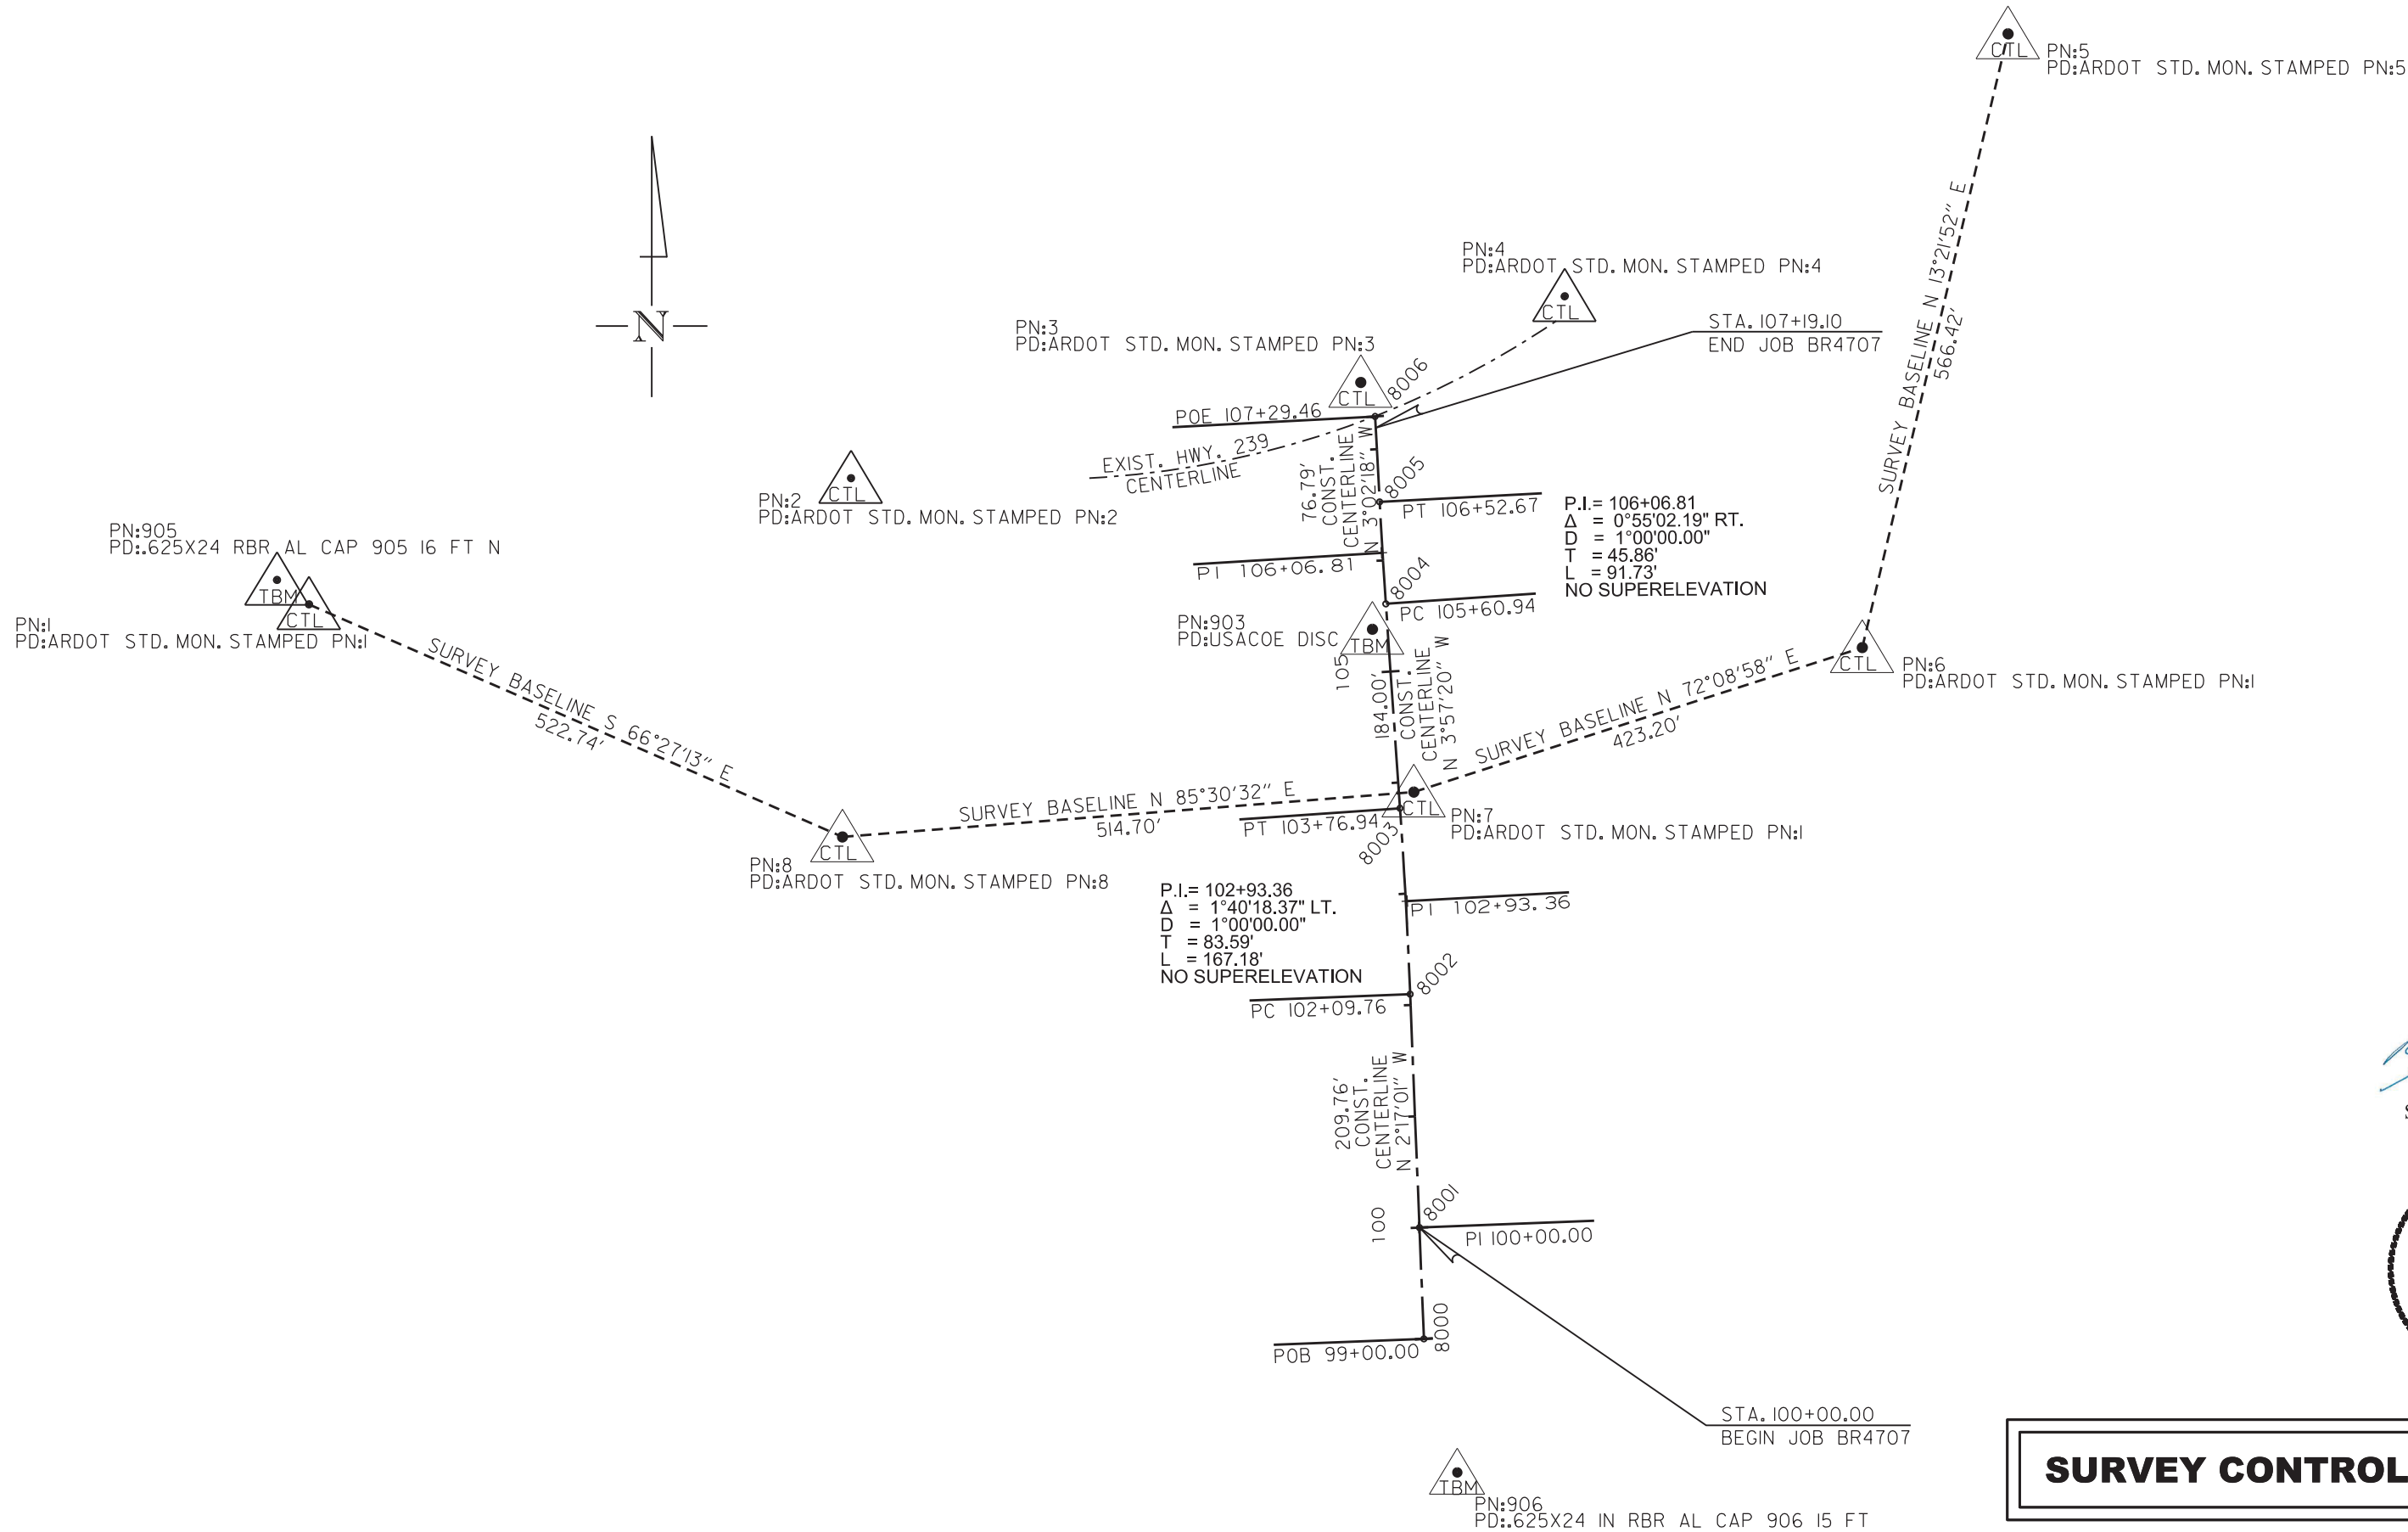 CTL
PN:5
PD:ARDOT STD. MON. STAMPED PN:5
SURVEY BASELINE N 13°21'52" E
566.42'
PN:4
PD:ARDOT STD. MON. STAMPED PN:4
CTL
N
STA. 107+19.10
END JOB BR4707
PN:3
PD:ARDOT STD. MON. STAMPED PN:3
CTL
8006
POE 107+29.46
EXIST. HWY. 239
CENTERLINE
76.79'
CONST.
CENTERLINE
N 3°02'18" W
8005
PT 106+52.67
P.I.= 106+06.81
Δ = 0°55'02.19" RT.
D = 1°00'00.00"
T = 45.86'
L = 91.73'
NO SUPERELEVATION
CTL
PN:2
PD:ARDOT STD. MON. STAMPED PN:2
PN:905
PD:.625X24 RBR AL CAP 905 16 FT N
TBM
CTL
PN:1
PD:ARDOT STD. MON. STAMPED PN:1
PI 106+06.81
8004
PC 105+60.94
PN:903
PD:USACOE DISC
TBM
105
184.00'
CONST.
CENTERLINE
N 3°57'20" W
CTL
PN:6
PD:ARDOT STD. MON. STAMPED PN:1
SURVEY BASELINE S 66°27'13" E
522.74'
SURVEY BASELINE N 72°08'58" E
423.20'
SURVEY BASELINE N 85°30'32" E
514.70'
CTL
PN:8
PD:ARDOT STD. MON. STAMPED PN:8
PT 103+76.94
8003
CTL
PN:7
PD:ARDOT STD. MON. STAMPED PN:1
P.I.= 102+93.36
Δ = 1°40'18.37" LT.
D = 1°00'00.00"
T = 83.59'
L = 167.18'
NO SUPERELEVATION
PI 102+93.36
8002
PC 102+09.76
209.76'
CONST.
CENTERLINE
N 2°17'01" W
100
8001
PI 100+00.00
8000
POB 99+00.00
STA. 100+00.00
BEGIN JOB BR4707
SURVEY CONTROL
TBM
PN:906
PD:.625X24 IN RBR AL CAP 906 15 FT